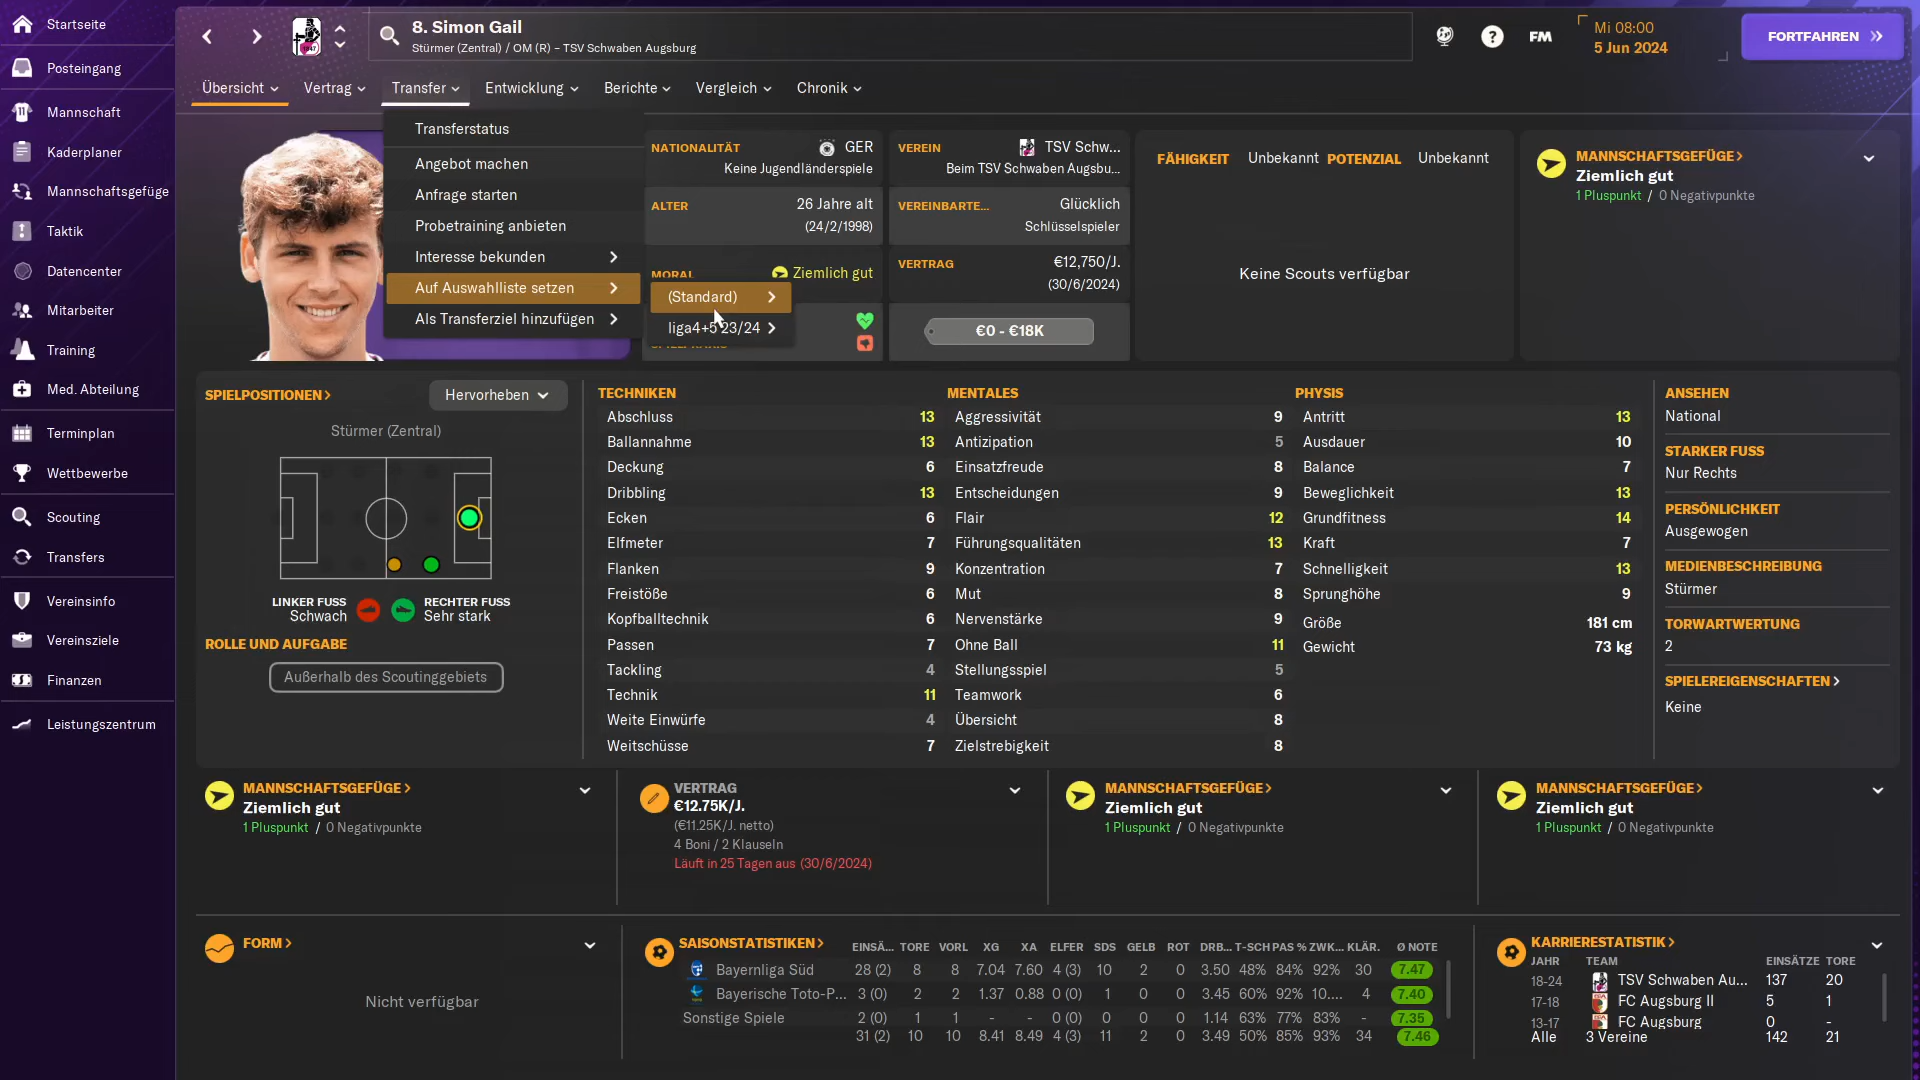 Startseite
Posteingang
Mannschaft
Kaderplaner
Mannschaftsgefüge
Taktik
Datencenter
Mitarbeiter
Training
Med. Abteilung
Terminplan
Wettbewerbe
Scouting
Transfers
Vereinsinfo
Vereinsziele
Finanzen
Leistungszentrum
8. Simon Gail
Stürmer (Zentral) / OM (R) – TSV Schwaben Augsburg
FM
Mi 08:00
5 Jun 2024
FORTFAHREN
Übersicht Vertrag Transfer Entwicklung Berichte Vergleich Chronik
Transferstatus
Angebot machen
Anfrage starten
Probetraining anbieten
Interesse bekunden
Auf Auswahlliste setzen
Als Transferziel hinzufügen
(Standard)
liga4+5 23/24
NATIONALITÄT GER
Keine Jugendländerspiele
ALTER 26 Jahre alt
(24/2/1998)
MORAL Ziemlich gut
VEREIN TSV Schw...
Beim TSV Schwaben Augsbu...
VEREINBARTE... Glücklich
Schlüsselspieler
VERTRAG €12,750/J.
(30/6/2024)
€0 - €18K
FÄHIGKEIT Unbekannt POTENZIAL Unbekannt
Keine Scouts verfügbar
MANNSCHAFTSGEFÜGE
Ziemlich gut
1 Pluspunkt / 0 Negativpunkte
SPIELPOSITIONEN Hervorheben
Stürmer (Zentral)
LINKER FUSS
Schwach
RECHTER FUSS
Sehr stark
ROLLE UND AUFGABE
Außerhalb des Scoutinggebiets
TECHNIKEN
Abschluss 13
Ballannahme 13
Deckung 6
Dribbling 13
Ecken 6
Elfmeter 7
Flanken 9
Freistöße 6
Kopfballtechnik 6
Passen 7
Tackling 4
Technik 11
Weite Einwürfe 4
Weitschüsse 7
MENTALES
Aggressivität 9
Antizipation 5
Einsatzfreude 8
Entscheidungen 9
Flair 12
Führungsqualitäten 13
Konzentration 7
Mut 8
Nervenstärke 9
Ohne Ball 11
Stellungsspiel 5
Teamwork 6
Übersicht 8
Zielstrebigkeit 8
PHYSIS
Antritt 13
Ausdauer 10
Balance 7
Beweglichkeit 13
Grundfitness 14
Kraft 7
Schnelligkeit 13
Sprunghöhe 9
Größe 181 cm
Gewicht 73 kg
ANSEHEN
National
STARKER FUSS
Nur Rechts
PERSÖNLICHKEIT
Ausgewogen
MEDIENBESCHREIBUNG
Stürmer
TORWARTWERTUNG
2
SPIELEREIGENSCHAFTEN
Keine
MANNSCHAFTSGEFÜGE
Ziemlich gut
1 Pluspunkt / 0 Negativpunkte
VERTRAG
€12.75K/J.
(€11.25K/J. netto)
4 Boni / 2 Klauseln
Läuft in 25 Tagen aus (30/6/2024)
MANNSCHAFTSGEFÜGE
Ziemlich gut
1 Pluspunkt / 0 Negativpunkte
MANNSCHAFTSGEFÜGE
Ziemlich gut
1 Pluspunkt / 0 Negativpunkte
FORM
Nicht verfügbar
SAISONSTATISTIKEN EINSÄ... TORE VORL XG XA ELFER SDS GELB ROT DRB... T-SCH PAS % ZWK... KLÄR. Ø NOTE
Bayernliga Süd 28 (2) 8 8 7.04 7.60 4 (3) 10 2 0 3.50 48% 84% 92% 30 7.47
Bayerische Toto-P... 3 (0) 2 2 1.37 0.88 0 (0) 1 0 0 3.45 60% 92% 10.... 4 7.40
Sonstige Spiele 2 (0) 1 1 - - 0 (0) 0 0 0 1.14 63% 77% 83% - 7.35
31 (2) 10 10 8.41 8.49 4 (3) 11 2 0 3.49 50% 85% 93% 34 7.46
KARRIERESTATISTIK
JAHR TEAM EINSÄTZE TORE
18-24 TSV Schwaben Au... 137 20
17-18 FC Augsburg II 5 1
13-17 FC Augsburg 0 -
Alle 3 Vereine 142 21